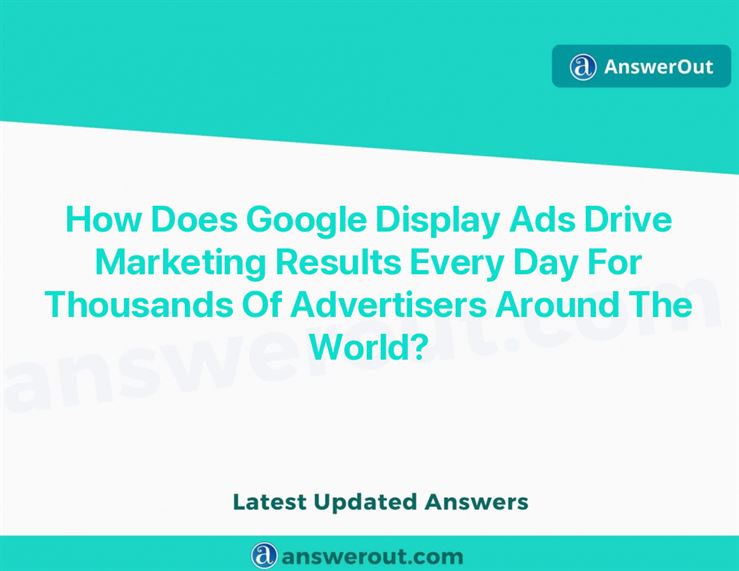 AnswerOut
How Does Google Display Ads Drive
Marketing Results Every Day For
Thousands Of Advertisers Around The
World?
answerout.com
Latest Updated Answers
answerout.com